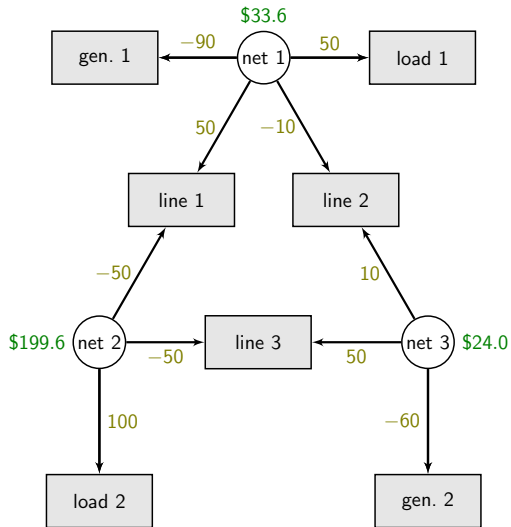 $33.6
gen. 1
−90
net 1
50
load 1
50
−10
line 1
line 2
−50
10
$199.6
net 2
−50
line 3
50
net 3
$24.0
100
−60
load 2
gen. 2